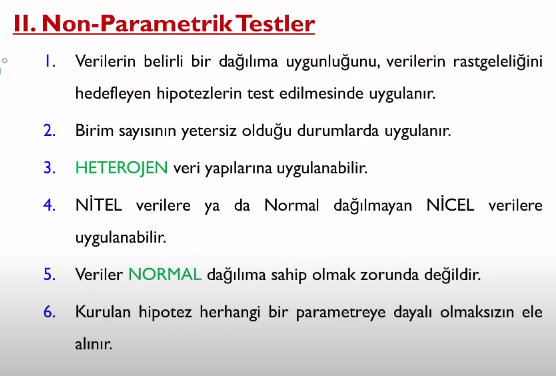 II. Non-Parametrik Testler
1. Verilerin belirli bir dağılıma uygunluğunu, verilerin rastgeleliğini
hedefleyen hipotezlerin test edilmesinde uygulanır.
2. Birim sayısının yetersiz olduğu durumlarda uygulanır.
3. HETEROJEN veri yapılarına uygulanabilir.
4. NİTEL verilere ya da Normal dağılmayan NİCEL verilere
uygulanabilir.
5. Veriler NORMAL dağılıma sahip olmak zorunda değildir.
6. Kurulan hipotez herhangi bir parametreye dayalı olmaksızın ele
alınır.